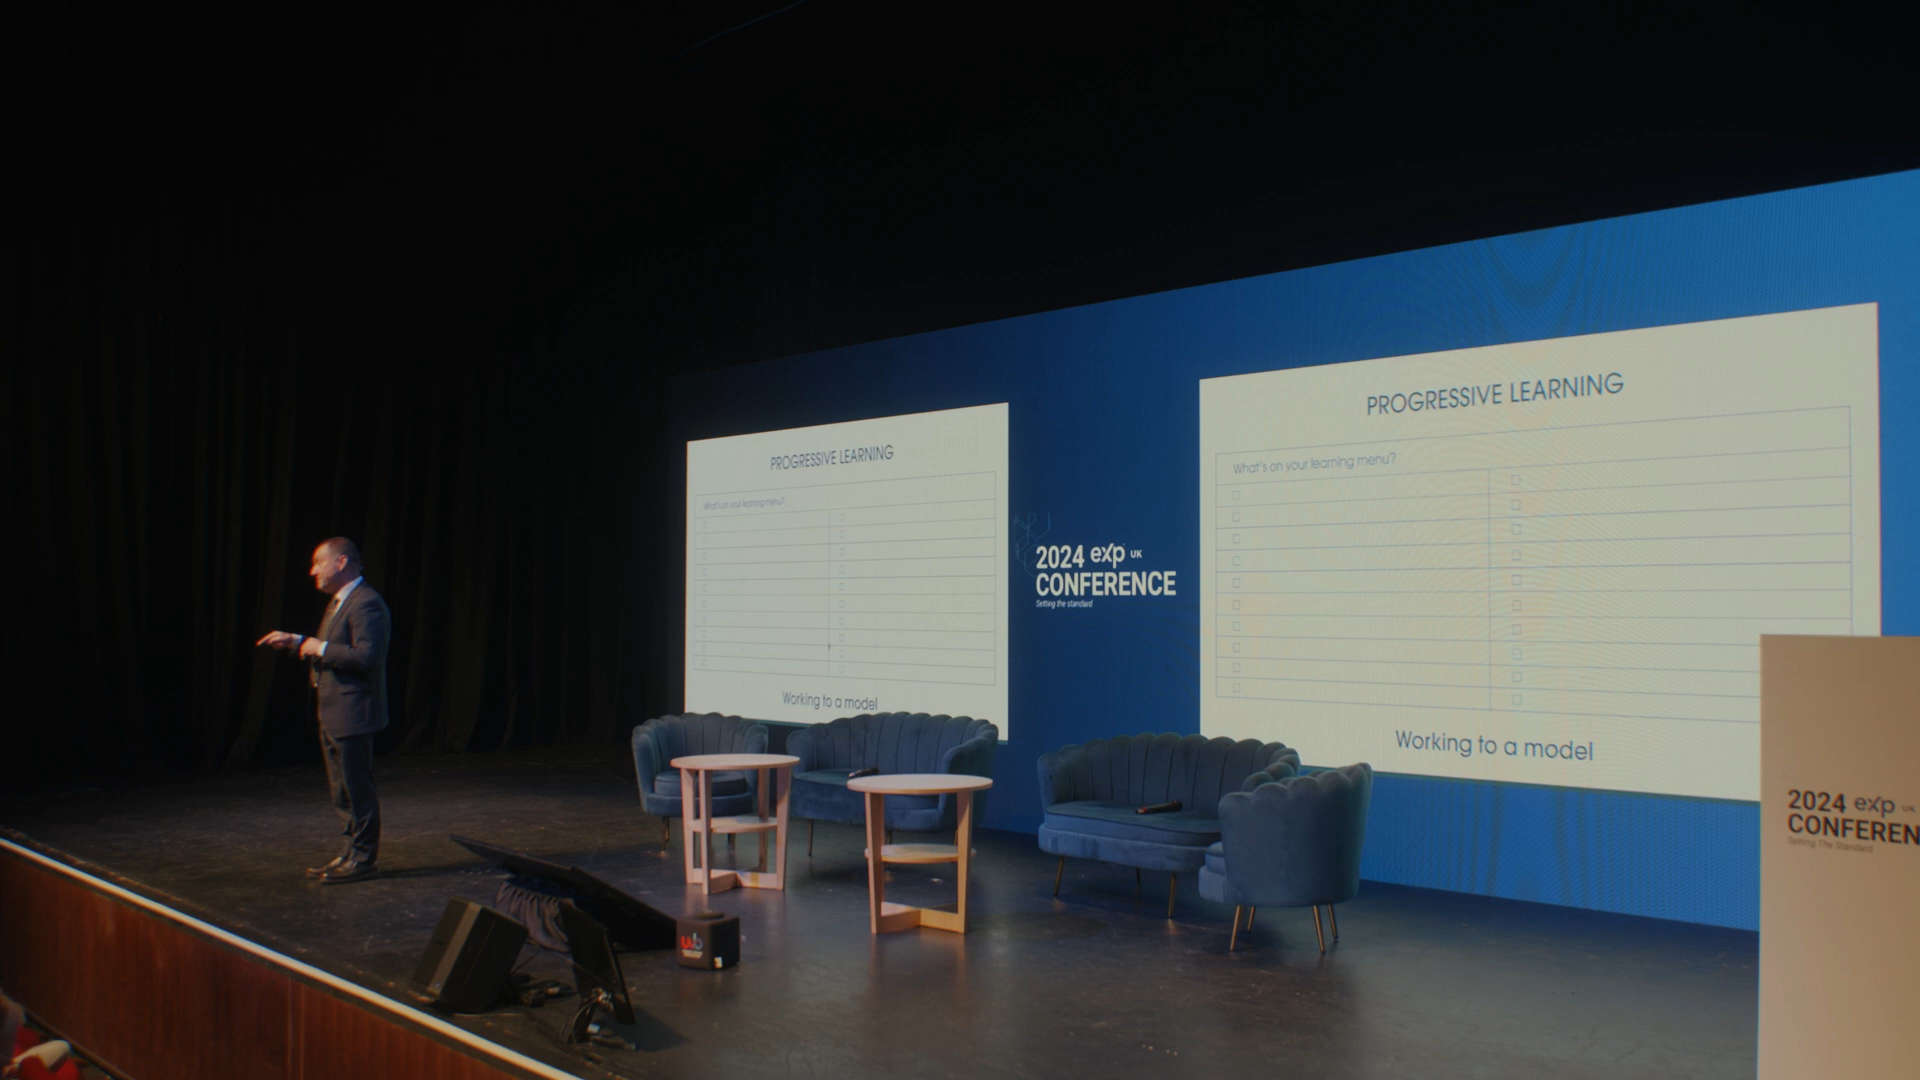 PROGRESSIVE LEARNING
What's on your learning menu?
Working to a model
2024 exp UK
CONFERENCE
Setting the standard
PROGRESSIVE LEARNING
What's on your learning menu?
Working to a model
2024 exp UK
CONFEREN
Setting The Standard